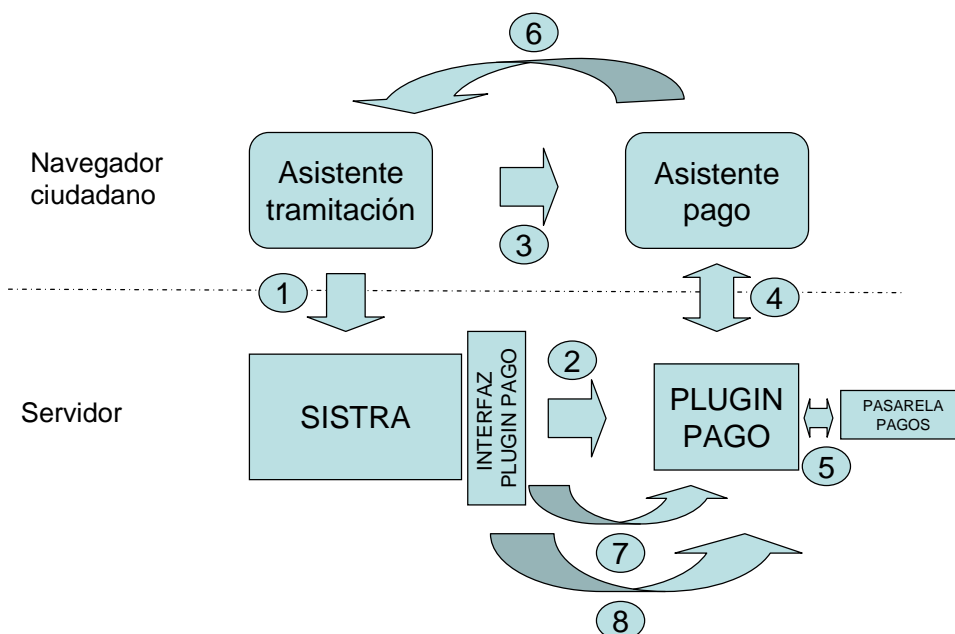 6
Navegador
ciudadano
Asistente
tramitación
3
Asistente
pago
1
4
Servidor
SISTRA
INTERFAZ
PLUGIN PAGO
2
PLUGIN
PAGO
5
PASARELA
PAGOS
7
8